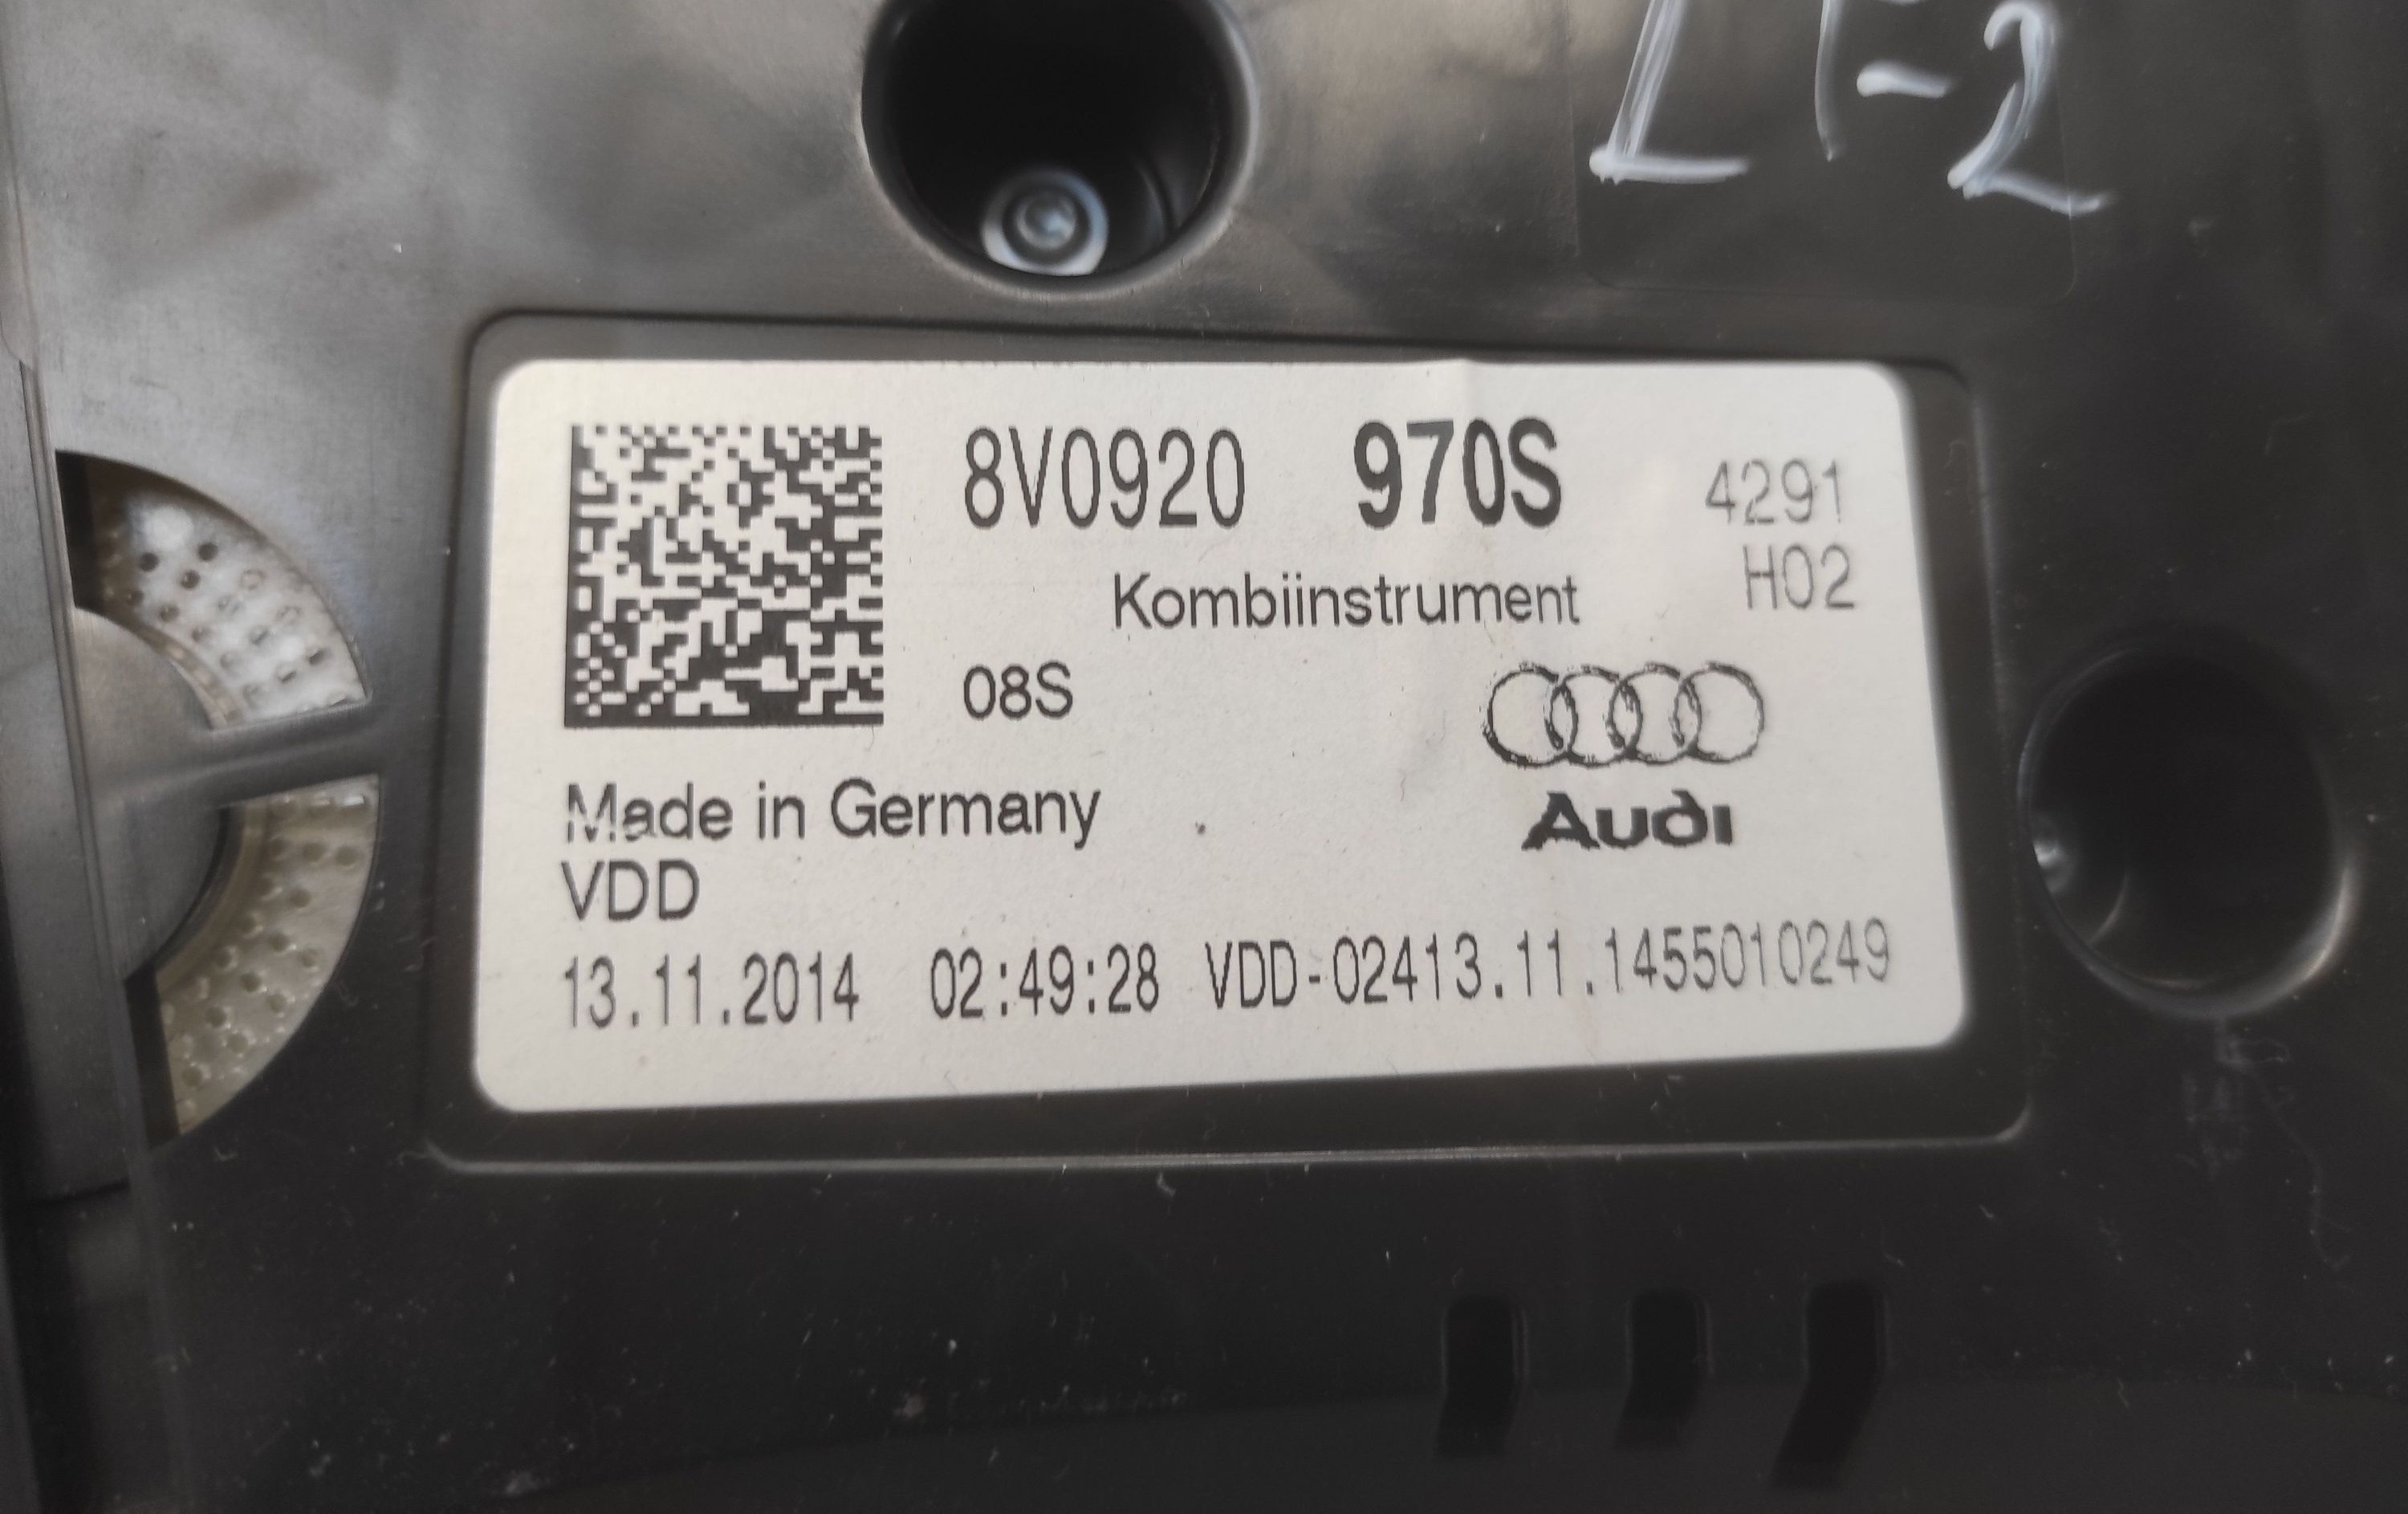 8V0920 970S 4291
Kombiinstrument H02
08S
Audi
Made in Germany
VDD
13.11.2014 02:49:28 VDD-02413.11.1455010249